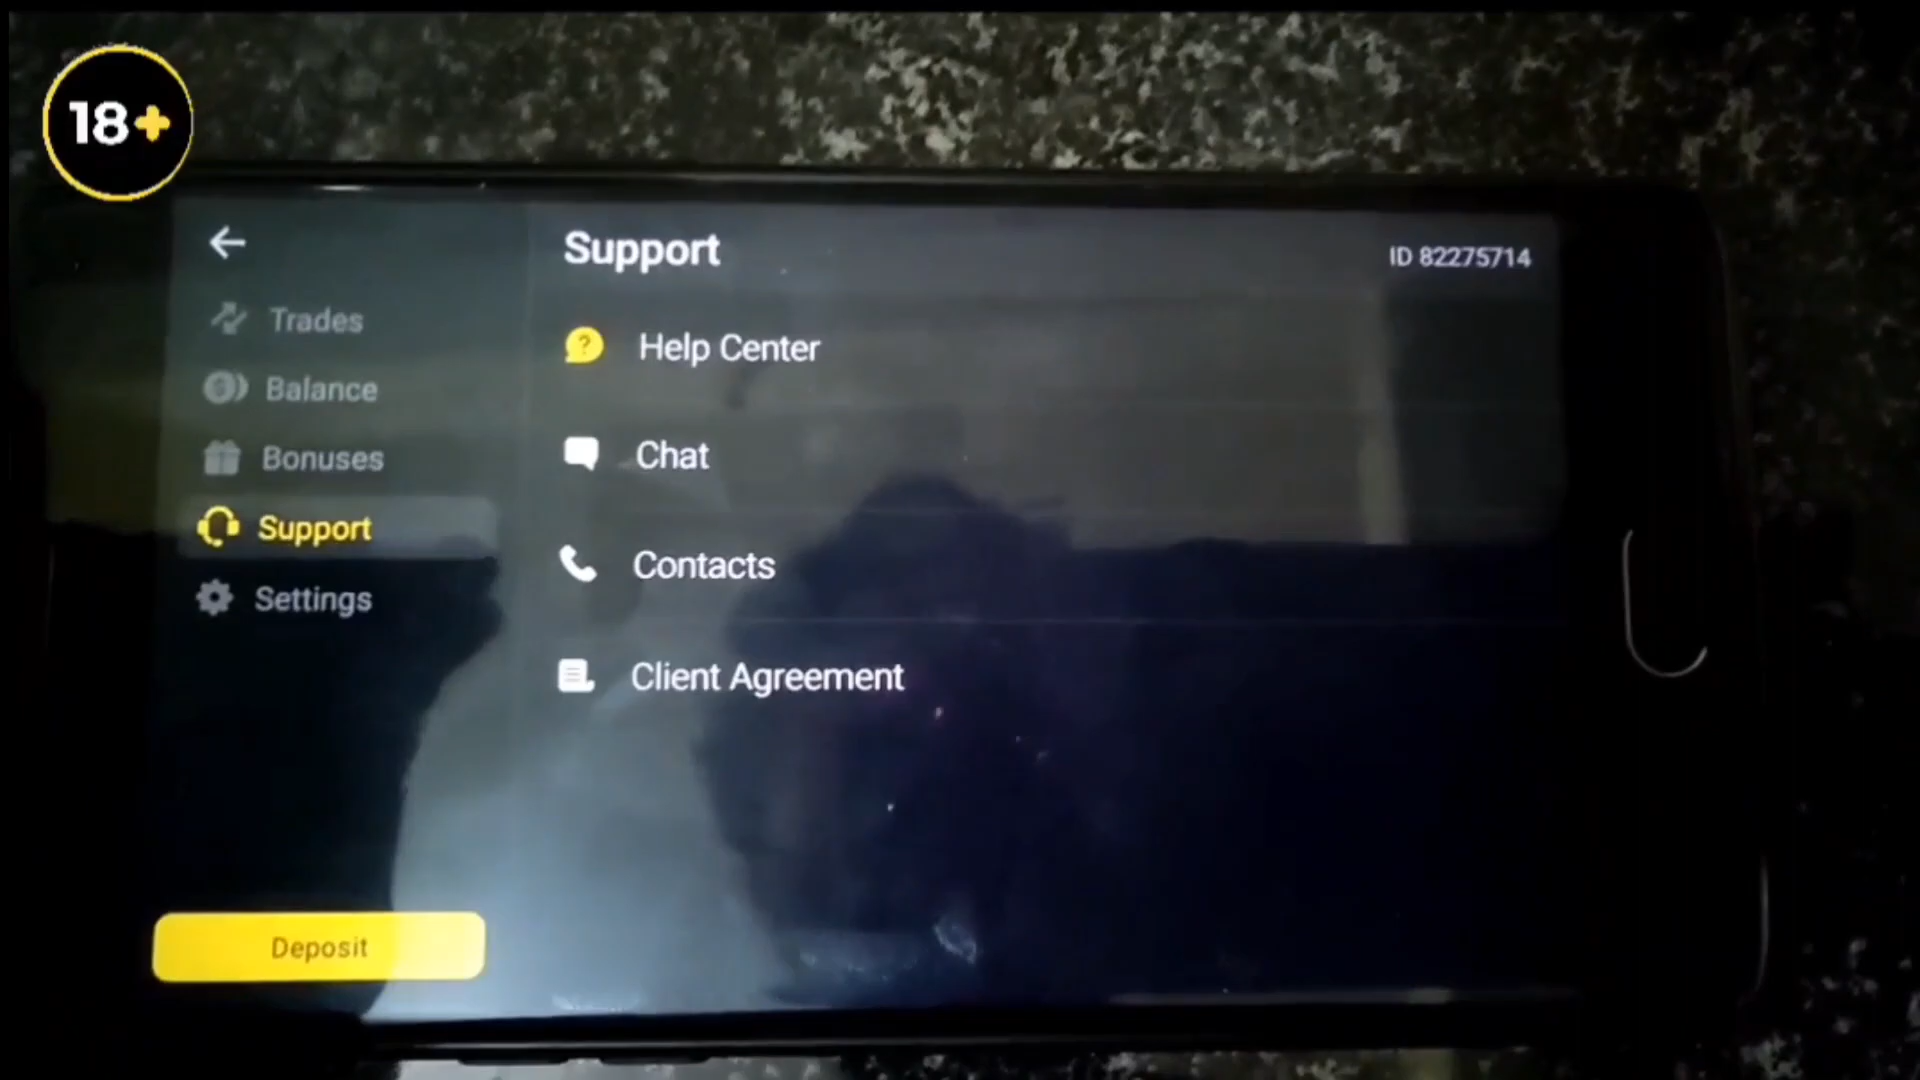 18+
Support
ID 82275714
Trades
Balance
Bonuses
Support
Settings
Help Center
Chat
Contacts
Client Agreement
Deposit